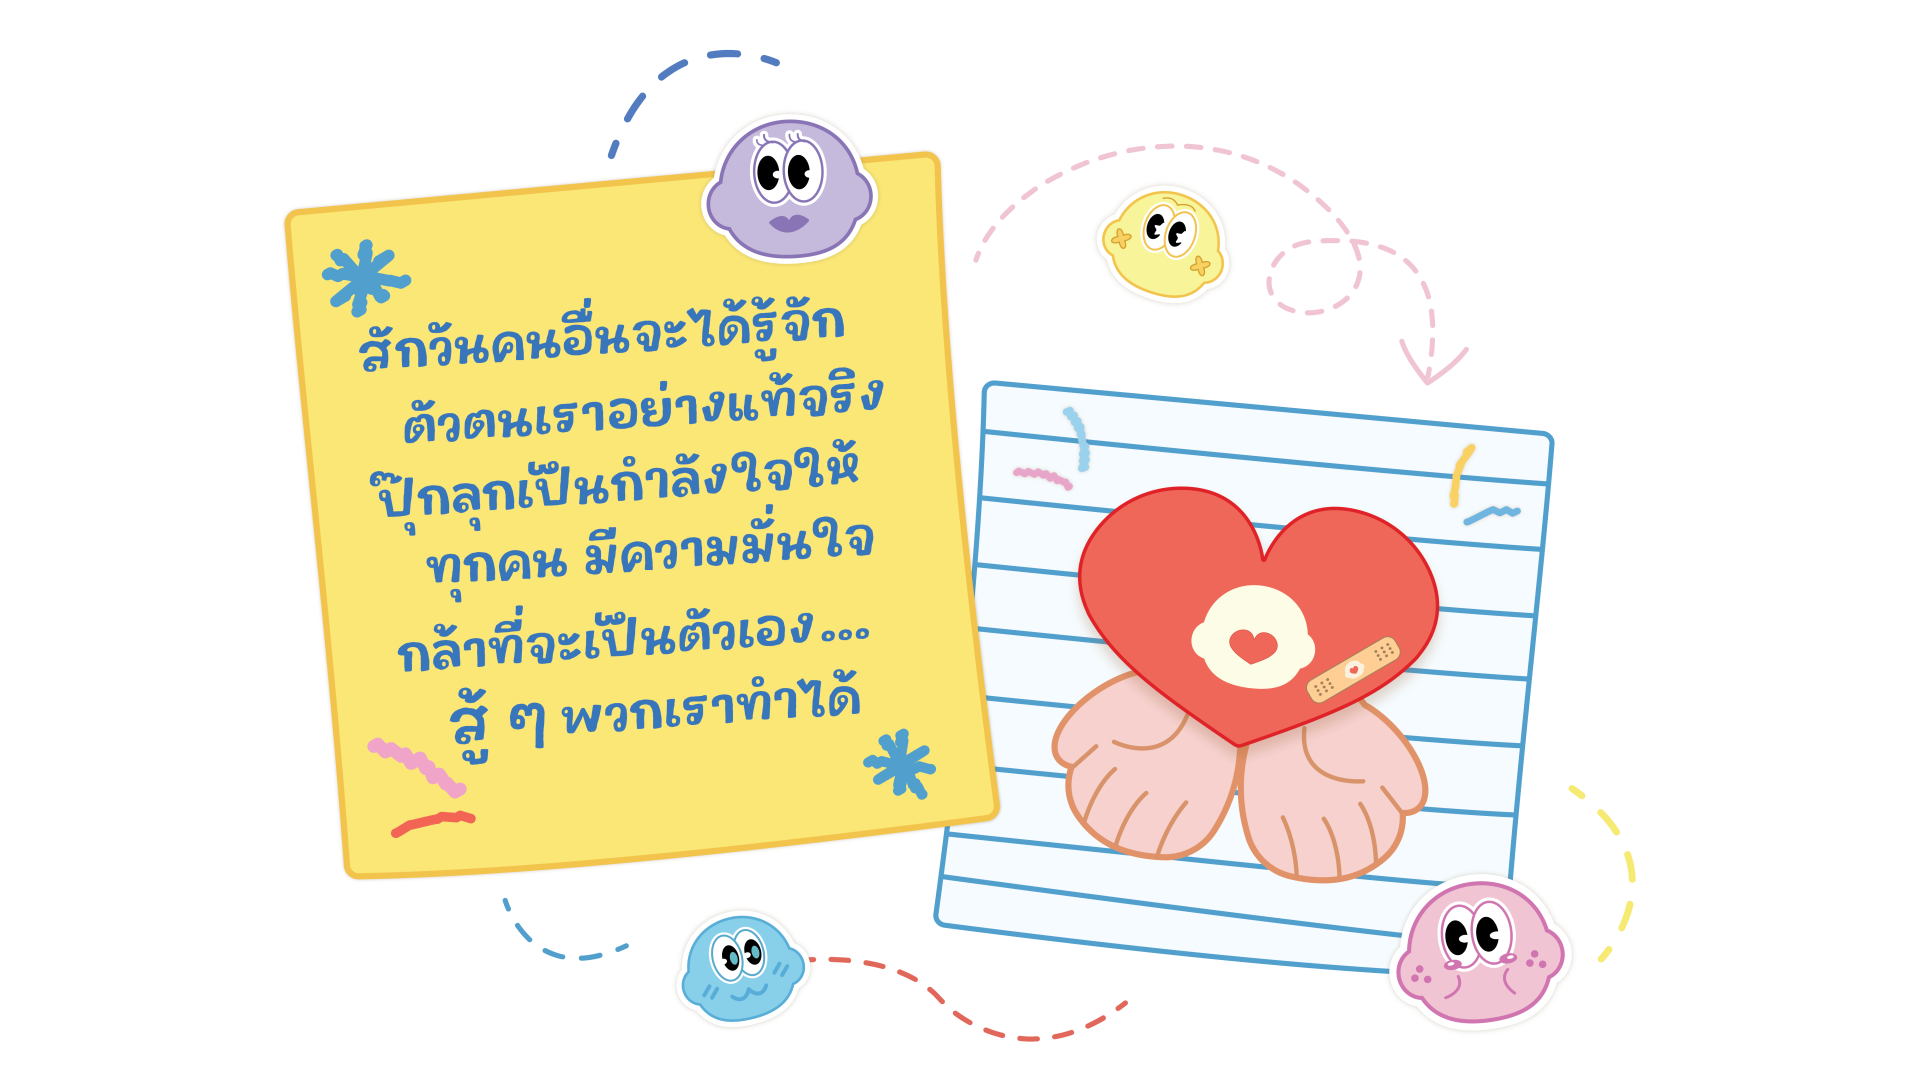 สักวันคนอื่นจะได้รู้จัก
ตัวตนเราอย่างแท้จริง
ปุ๊กลุกเป็นกำลังใจให้
ทุกคน มีความมั่นใจ
กล้าที่จะเป็นตัวเอง...
สู้ ๆ พวกเราทำได้